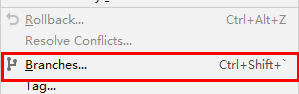 Rollback... Ctrl+Alt+Z
Resolve Conflicts...
Branches... Ctrl+Shift+`
Tag...